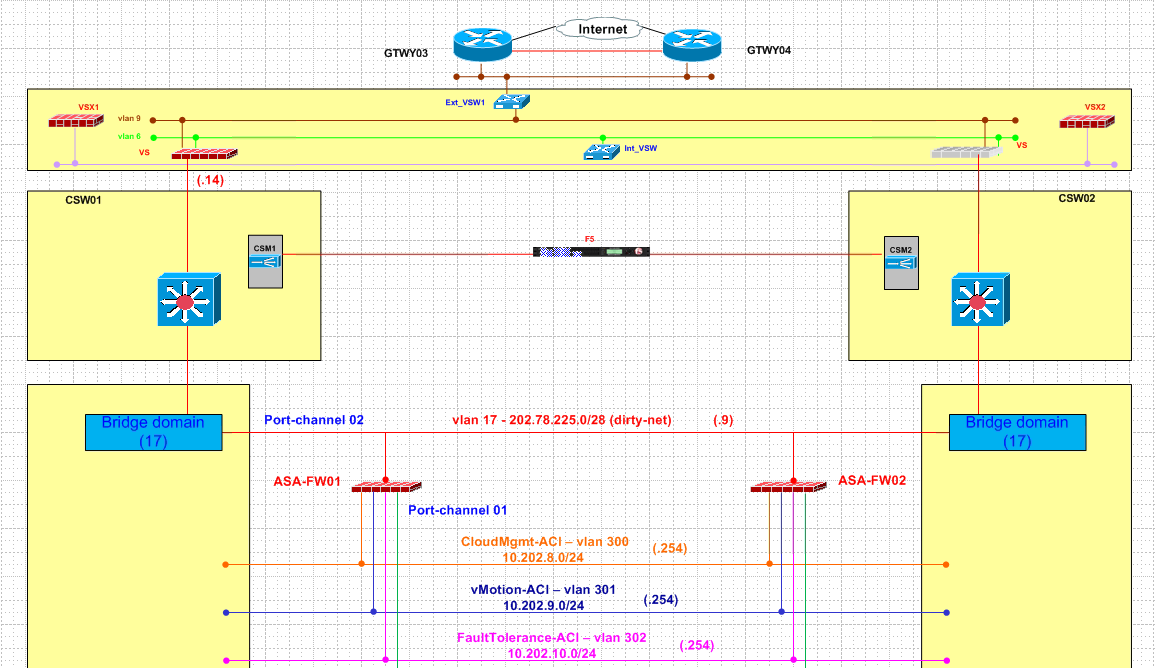 Internet
GTWY03
GTWY04
Ext_VSW1
VSX1
VSX2
vlan 9
vlan 6
VS
Int_VSW
VS
(.14)
CSW01
CSW02
F5
CSM1
CSM2
Bridge domain
(17)
Port-channel 02
vlan 17 - 202.78.225.0/28 (dirty-net)
(.9)
Bridge domain
(17)
ASA-FW01
ASA-FW02
Port-channel 01
CloudMgmt-ACI – vlan 300
10.202.8.0/24
(.254)
vMotion-ACI – vlan 301
10.202.9.0/24
(.254)
FaultTolerance-ACI – vlan 302
10.202.10.0/24
(.254)